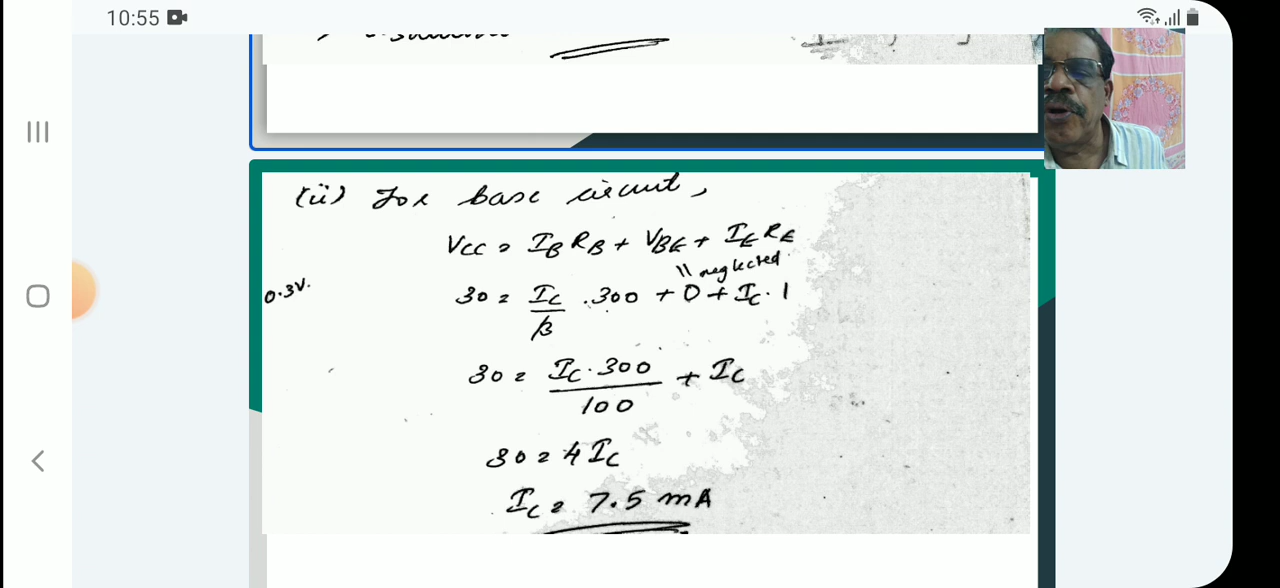 10:55
(ii) For base circuit,
Vcc = IB RB + VBE + IE RE
|| neglected.
0.3V.
30 = Ic/β .300 + 0 + Ic. 1
30 = Ic.300/100 + Ic
30 = 4 Ic
Ic = 7.5 mA